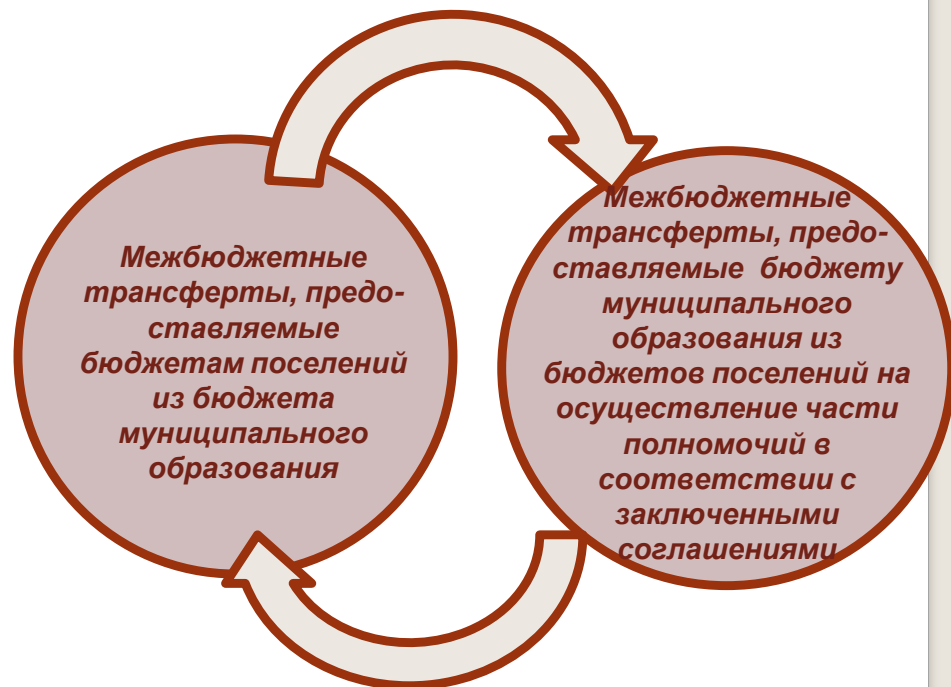 Межбюджетные
трансферты, предо-
ставляемые
бюджетам поселений
из бюджета
муниципального
образования
Межбюджетные
трансферты, предо-
ставляемые бюджету
муниципального
образования из
бюджетов поселений на
осуществление части
полномочий в
соответствии с
заключенными
соглашениями